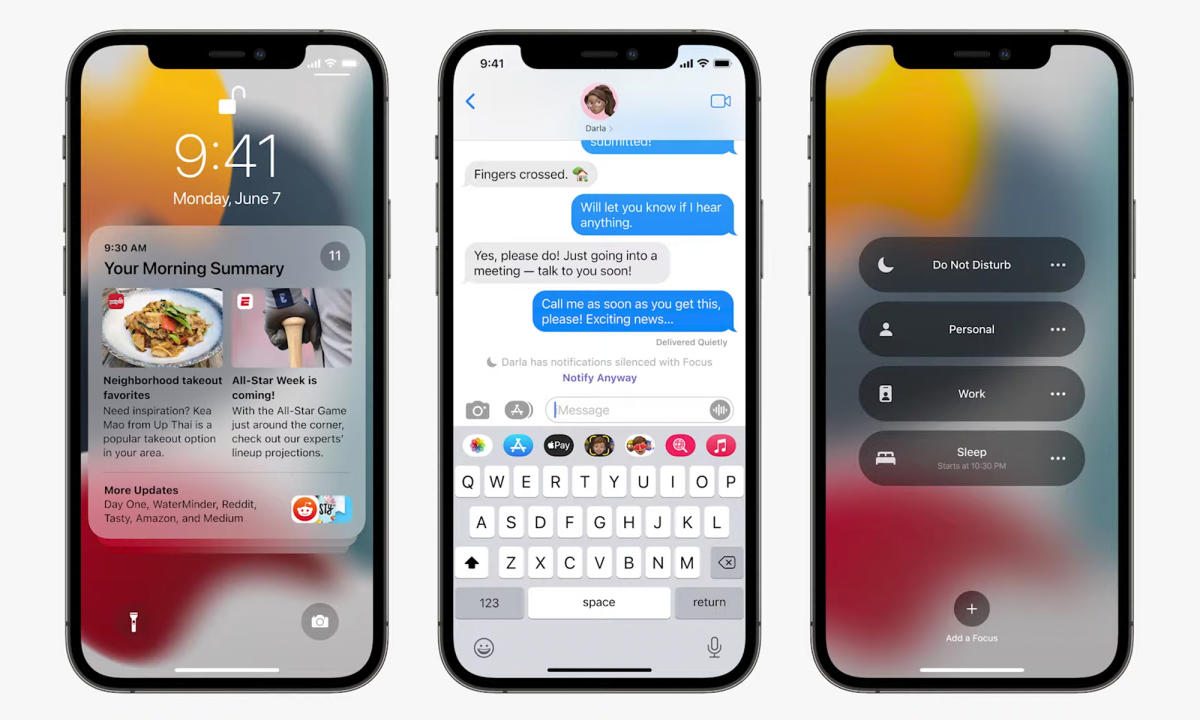 9:41
Monday, June 7
9:30 AM
Your Morning Summary
11
Neighborhood takeout
favorites
Need inspiration? Kea
Mao from Up Thai is a
popular takeout option
in your area.
All-Star Week is
coming!
With the All-Star Game
just around the corner,
check out our experts'
lineup projections.
More Updates
Day One, WaterMinder, Reddit,
Tasty, Amazon, and Medium
9:41
Darla
submitted!
Fingers crossed. 🏡
Will let you know if I hear
anything.
Yes, please do! Just going into a
meeting — talk to you soon!
Call me as soon as you get this,
please! Exciting news...
Delivered Quietly
Darla has notifications silenced with Focus
Notify Anyway
iMessage
Pay
Q W E R T Y U I O P
A S D F G H J K L
Z X C V B N M
123 space return
Do Not Disturb
Personal
Work
Sleep
Starts at 10:30 PM
Add a Focus